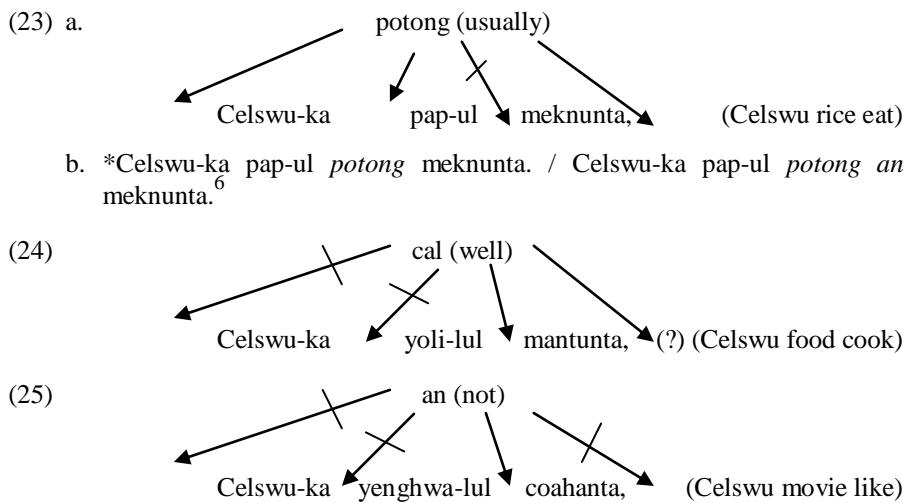 (23) a. potong (usually)
Celswu-ka pap-ul meknunta, (Celswu rice eat)
b. *Celswu-ka pap-ul potong meknunta. / Celswu-ka pap-ul potong an
meknunta.6
(24) cal (well)
Celswu-ka yoli-lul mantunta, (?) (Celswu food cook)
(25) an (not)
Celswu-ka yenghwa-lul coahanta, (Celswu movie like)